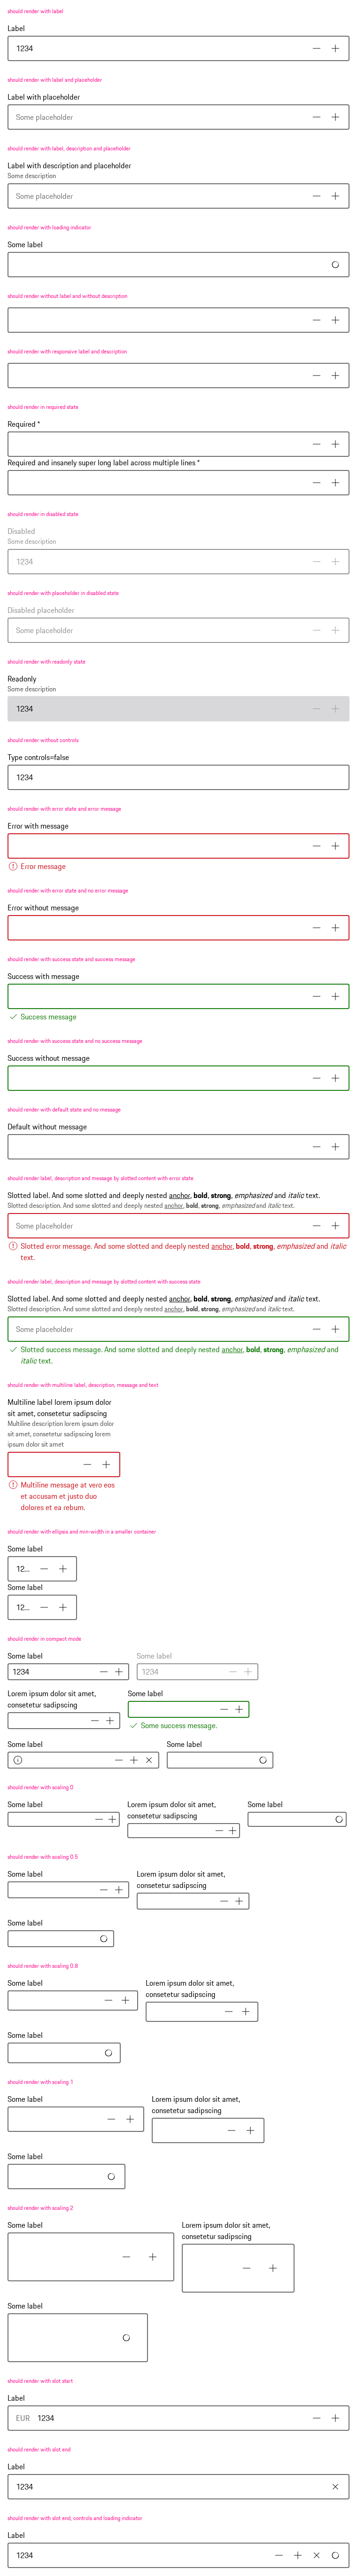 should render with label
Label
1234
should render with label and placeholder
Label with placeholder
Some placeholder
should render with label, description and placeholder
Label with description and placeholder
Some description
Some placeholder
should render with loading indicator
Some label
should render without label and without description
should render with responsive label and description
should render in required state
Required *
Required and insanely super long label across multiple lines *
should render in disabled state
Disabled
Some description
1234
should render with placeholder in disabled state
Disabled placeholder
Some placeholder
should render with readonly state
Readonly
Some description
1234
should render without controls
Type controls=false
1234
should render with error state and error message
Error with message
Error message
should render with error state and no error message
Error without message
should render with success state and success message
Success with message
Success message
should render with success state and no success message
Success without message
should render with default state and no message
Default without message
should render label, description and message by slotted content with error state
Slotted label. And some slotted and deeply nested anchor, bold, strong, emphasized and italic text.
Slotted description. And some slotted and deeply nested anchor, bold, strong, emphasized and italic text.
Some placeholder
Slotted error message. And some slotted and deeply nested anchor, bold, strong, emphasized and italic
text.
should render label, description and message by slotted content with success state
Slotted label. And some slotted and deeply nested anchor, bold, strong, emphasized and italic text.
Slotted description. And some slotted and deeply nested anchor, bold, strong, emphasized and italic text.
Some placeholder
Slotted success message. And some slotted and deeply nested anchor, bold, strong, emphasized and
italic text.
should render with multiline label, description, message and text
Multiline label lorem ipsum dolor
sit amet, consetetur sadipscing
Multiline description lorem ipsum dolor
sit amet, consetetur sadipscing lorem
ipsum dolor sit amet
Multiline message at vero eos
et accusam et justo duo
dolores et ea rebum.
should render with ellipsis and min-width in a smaller container
Some label
12...
Some label
12...
should render in compact mode
Some label
1234
Some label
1234
Lorem ipsum dolor sit amet,
consetetur sadipscing
Some label
Some success message.
Some label
Some label
should render with scaling 0
Some label
Lorem ipsum dolor sit amet,
consetetur sadipscing
Some label
should render with scaling 0.5
Some label
Lorem ipsum dolor sit amet,
consetetur sadipscing
Some label
should render with scaling 0.8
Some label
Lorem ipsum dolor sit amet,
consetetur sadipscing
Some label
should render with scaling 1
Some label
Lorem ipsum dolor sit amet,
consetetur sadipscing
Some label
should render with scaling 2
Some label
Lorem ipsum dolor sit amet,
consetetur sadipscing
Some label
should render with slot start
Label
EUR 1234
should render with slot end
Label
1234
should render with slot end, controls and loading indicator
Label
1234